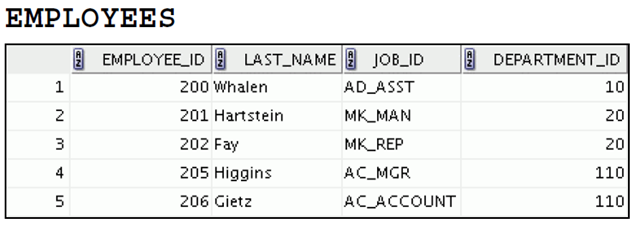 EMPLOYEES
EMPLOYEE_ID LAST_NAME JOB_ID DEPARTMENT_ID
1 200 Whalen AD_ASST 10
2 201 Hartstein MK_MAN 20
3 202 Fay MK_REP 20
4 205 Higgins AC_MGR 110
5 206 Gietz AC_ACCOUNT 110